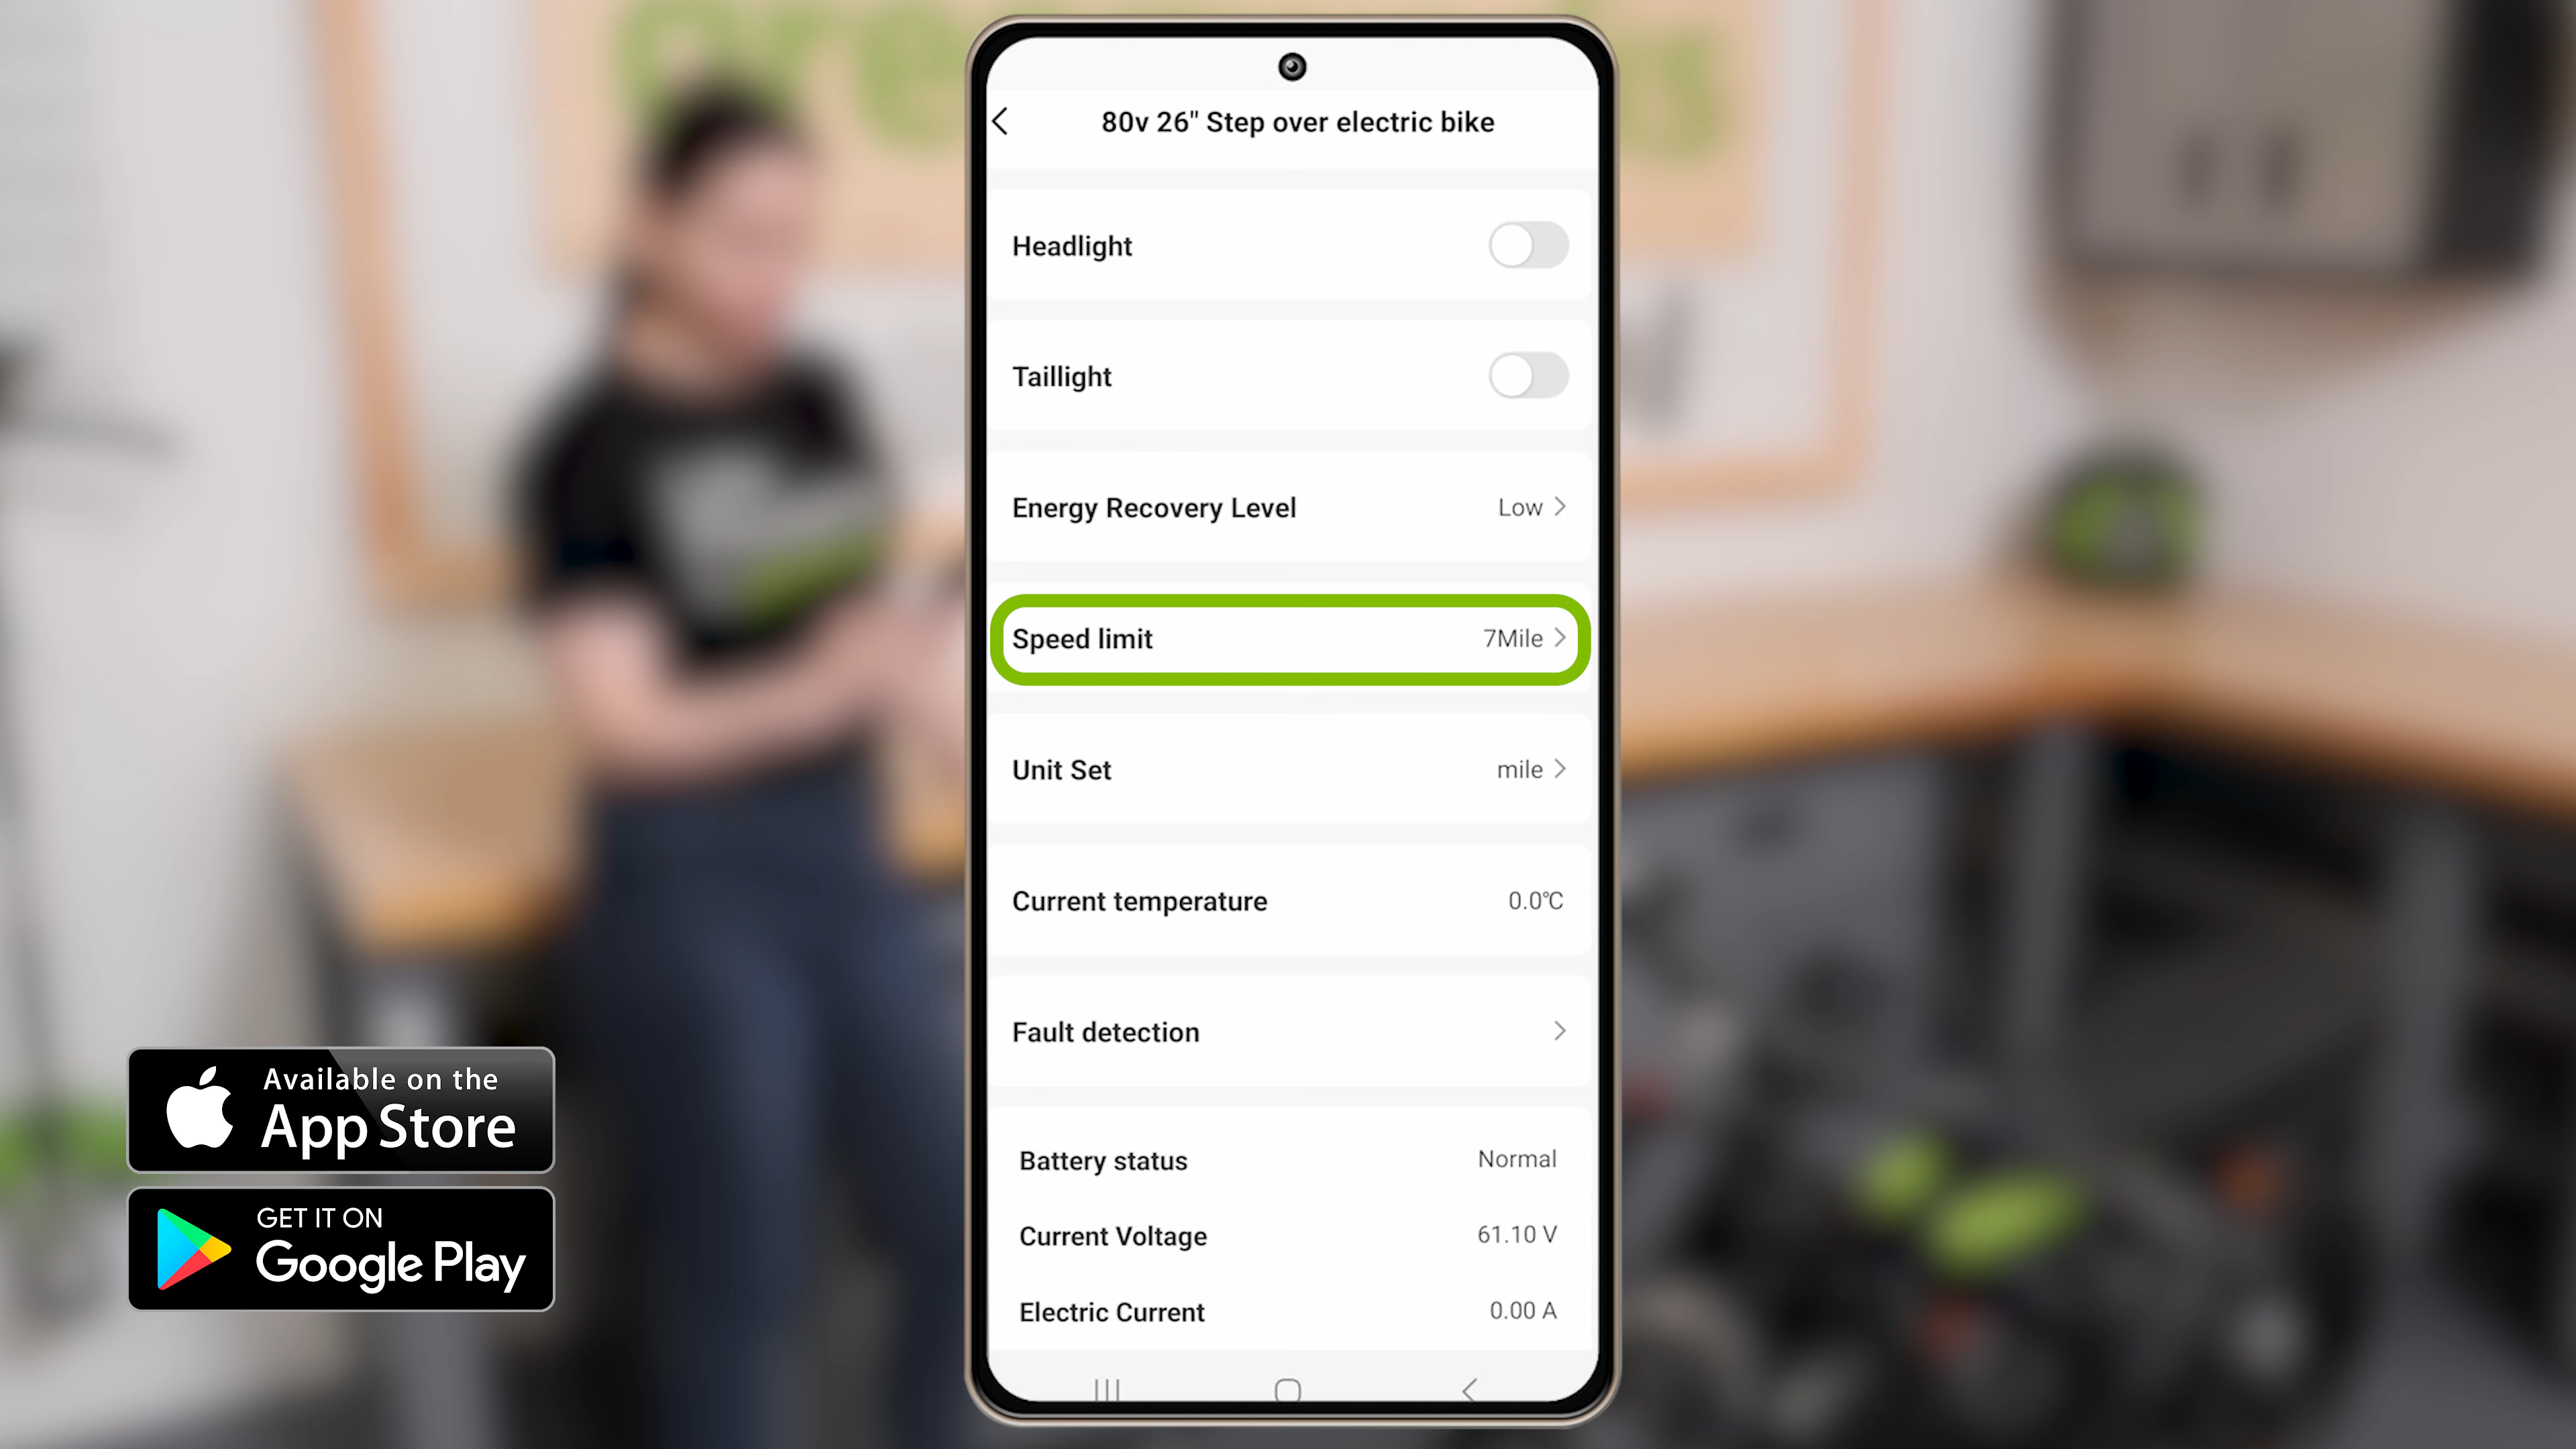 80v 26" Step over electric bike
Headlight
Taillight
Energy Recovery Level Low
Speed limit 7Mile
Unit Set mile
Current temperature 0.0°C
Fault detection
Battery status Normal
Current Voltage 61.10 V
Electric Current 0.00 A
Available on the
App Store
GET IT ON
Google Play